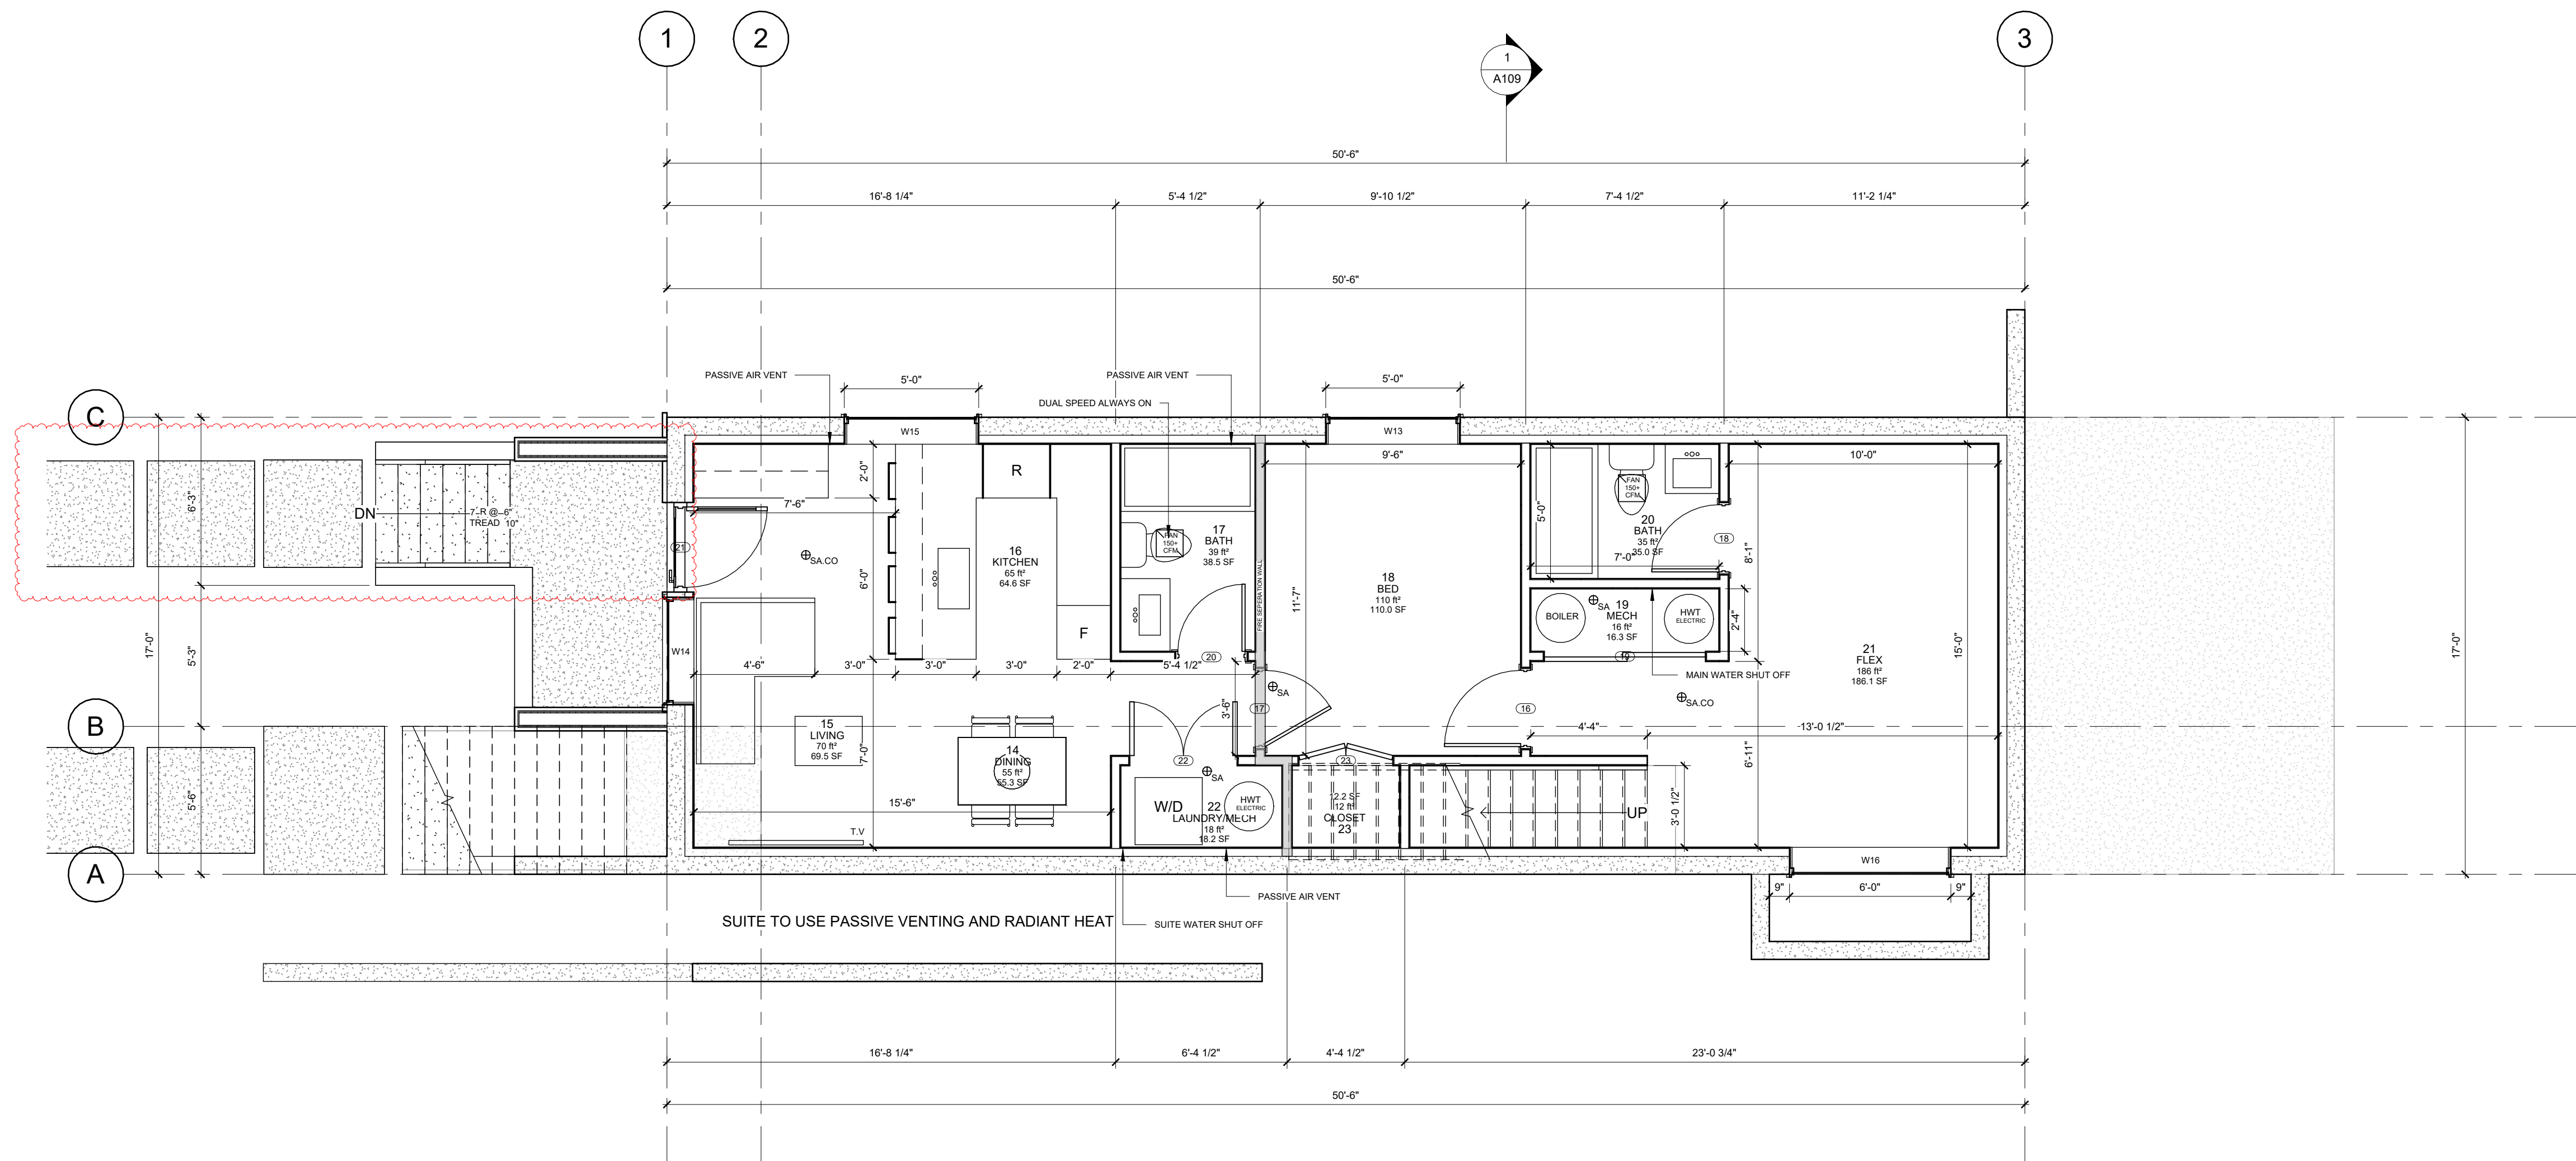 1
2
3
1
A109
50'-6"
16'-8 1/4"
5'-4 1/2"
9'-10 1/2"
7'-4 1/2"
11'-2 1/4"
50'-6"
PASSIVE AIR VENT
5'-0"
PASSIVE AIR VENT
5'-0"
DUAL SPEED ALWAYS ON
C
W15
W13
2'-0"
R
9'-6"
10'-0"
FAN
150+
CFM
6'-3"
DN
7' R @ 6"
TREAD 10"
7'-6"
5'-0"
21
SA.CO
16
KITCHEN
65 ft²
64.6 SF
FAN
150+
CFM
17
BATH
39 ft²
38.5 SF
20
BATH
35 ft²
35.0 SF
7'-0"
18
8'-1"
6'-0"
FIRE SEPERATION WALL
11'-7"
18
BED
110 ft²
110.0 SF
BOILER
SA
19
MECH
16 ft²
16.3 SF
HWT
ELECTRIC
2'-4"
F
17'-0"
5'-3"
W14
4'-6"
3'-0"
3'-0"
3'-0"
2'-0"
5'-4 1/2"
20
19
MAIN WATER SHUT OFF
21
FLEX
186 ft²
186.1 SF
15'-0"
17'-0"
SA
SA.CO
3'-6"
17
16
B
15
LIVING
70 ft²
69.5 SF
7'-0"
14
DINING
55 ft²
55.3 SF
4'-4"
13'-0 1/2"
6'-11"
22
23
SA
5'-6"
15'-6"
W/D
22
LAUNDRY/MECH
18 ft²
18.2 SF
HWT
ELECTRIC
12.2 SF
12 ft²
CLOSET
23
UP
3'-0 1/2"
T.V
A
W16
9"
6'-0"
9"
PASSIVE AIR VENT
SUITE TO USE PASSIVE VENTING AND RADIANT HEAT
SUITE WATER SHUT OFF
16'-8 1/4"
6'-4 1/2"
4'-4 1/2"
23'-0 3/4"
50'-6"